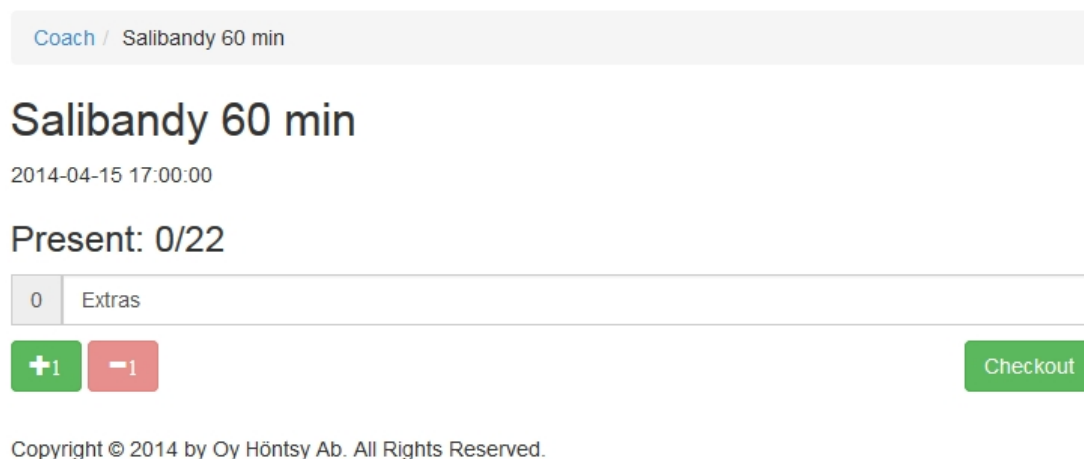 Coach / Salibandy 60 min
Salibandy 60 min
2014-04-15 17:00:00
Present: 0/22
0 Extras
+1 -1 Checkout
Copyright © 2014 by Oy Höntsy Ab. All Rights Reserved.